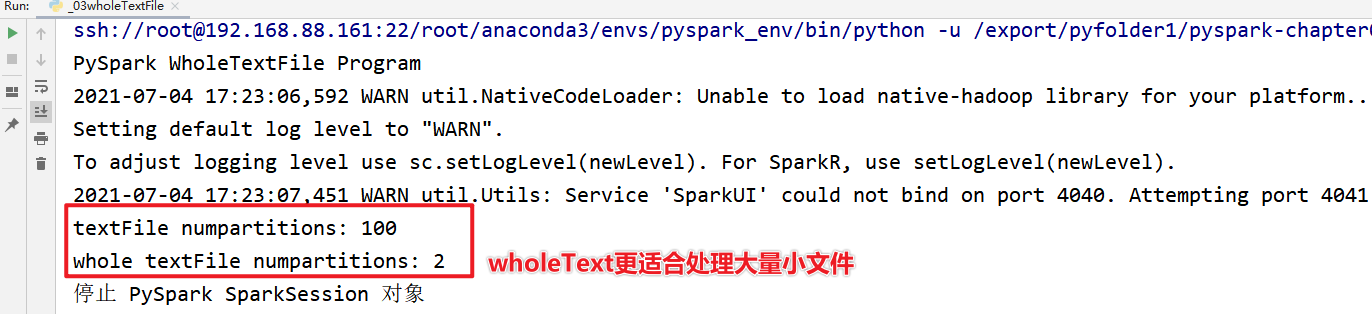 Run: _03wholeTextFile
ssh://root@192.168.88.161:22/root/anaconda3/envs/pyspark_env/bin/python -u /export/pyfolder1/pyspark-chapter
PySpark WholeTextFile Program
2021-07-04 17:23:06,592 WARN util.NativeCodeLoader: Unable to load native-hadoop library for your platform..
Setting default log level to "WARN".
To adjust logging level use sc.setLogLevel(newLevel). For SparkR, use setLogLevel(newLevel).
2021-07-04 17:23:07,451 WARN util.Utils: Service 'SparkUI' could not bind on port 4040. Attempting port 4041
textFile numpartitions: 100
whole textFile numpartitions: 2
wholeText更适合处理大量小文件
停止 PySpark SparkSession 对象